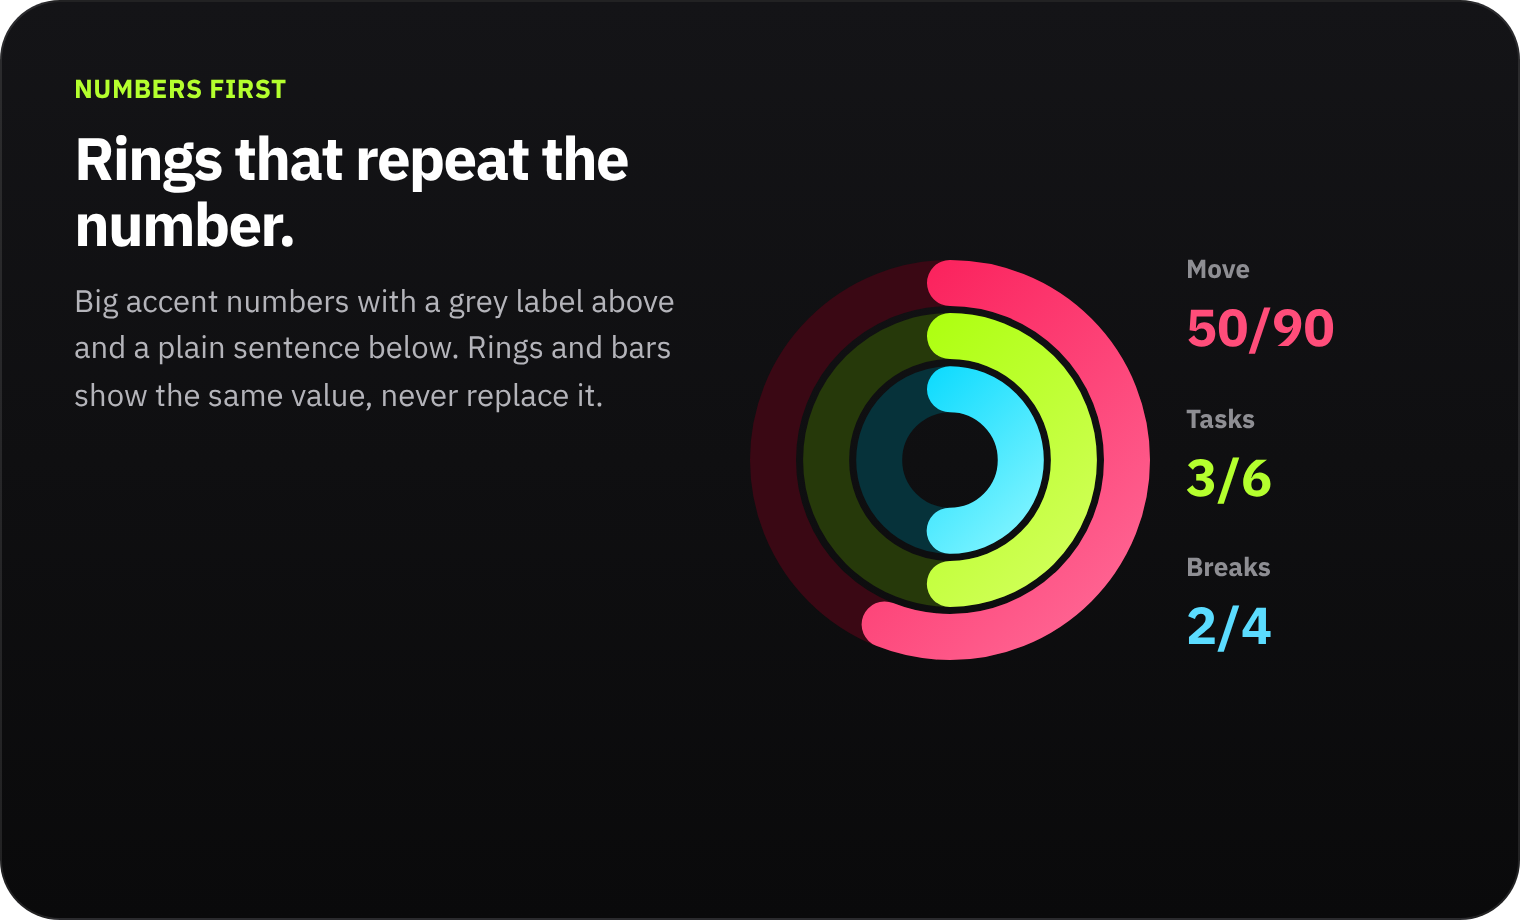 NUMBERS FIRST
Rings that repeat the
number.
Big accent numbers with a grey label above
and a plain sentence below. Rings and bars
show the same value, never replace it.
Move
50/90
Tasks
3/6
Breaks
2/4